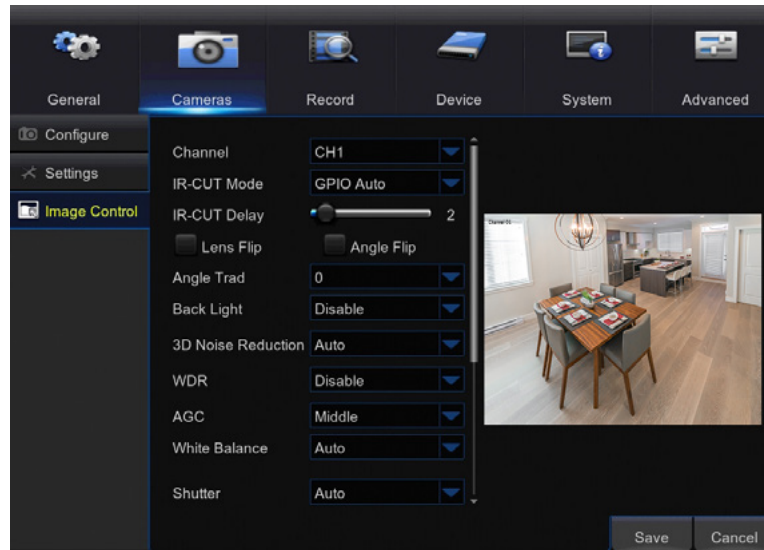 General Cameras Record Device System Advanced
Configure
Settings
Image Control
Channel CH1
IR-CUT Mode GPIO Auto
IR-CUT Delay 2
Lens Flip Angle Flip
Angle Trad 0
Back Light Disable
3D Noise Reduction Auto
WDR Disable
AGC Middle
White Balance Auto
Shutter Auto
Save Cancel